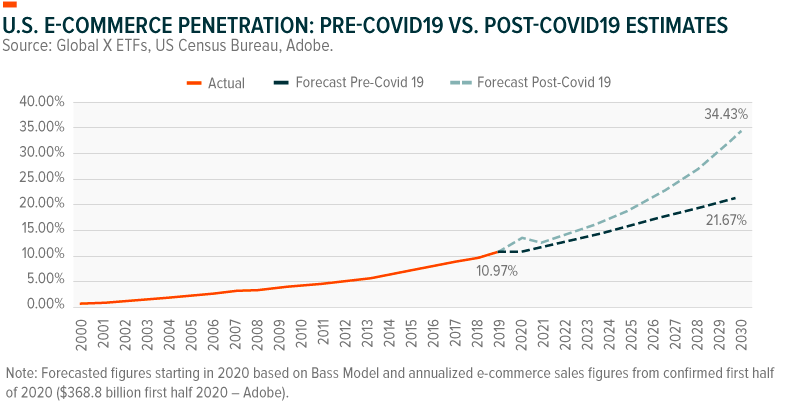 U.S. E-COMMERCE PENETRATION: PRE-COVID19 VS. POST-COVID19 ESTIMATES
Source: Global X ETFs, US Census Bureau, Adobe.
Actual Forecast Pre-Covid 19 Forecast Post-Covid 19
40.00%
35.00%
30.00%
25.00%
20.00%
15.00%
10.00%
5.00%
0.00%
34.43%
21.67%
10.97%
2000 2001 2002 2003 2004 2005 2006 2007 2008 2009 2010 2011 2012 2013 2014 2015 2016 2017 2018 2019 2020 2021 2022 2023 2024 2025 2026 2027 2028 2029 2030
Note: Forecasted figures starting in 2020 based on Bass Model and annualized e-commerce sales figures from confirmed first half
of 2020 ($368.8 billion first half 2020 – Adobe).